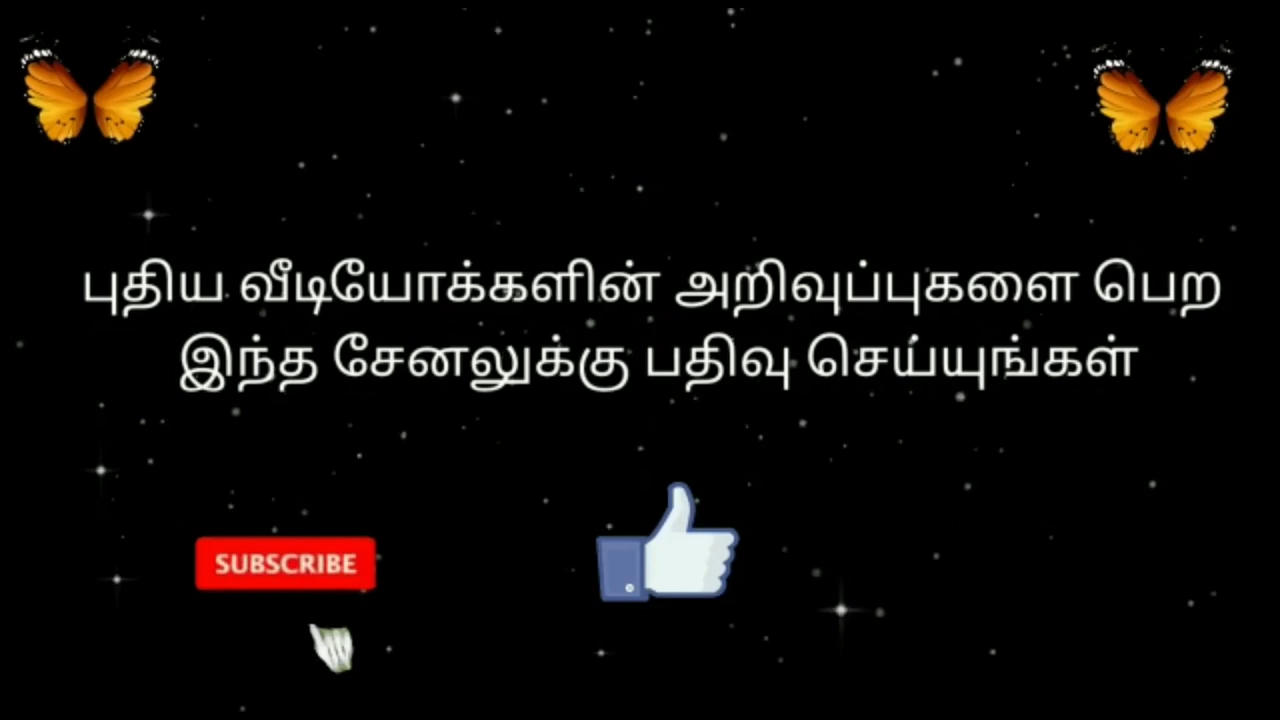 புதிய வீடியோக்களின் அறிவுப்புகளை பெற
இந்த சேனலுக்கு பதிவு செய்யுங்கள்
SUBSCRIBE